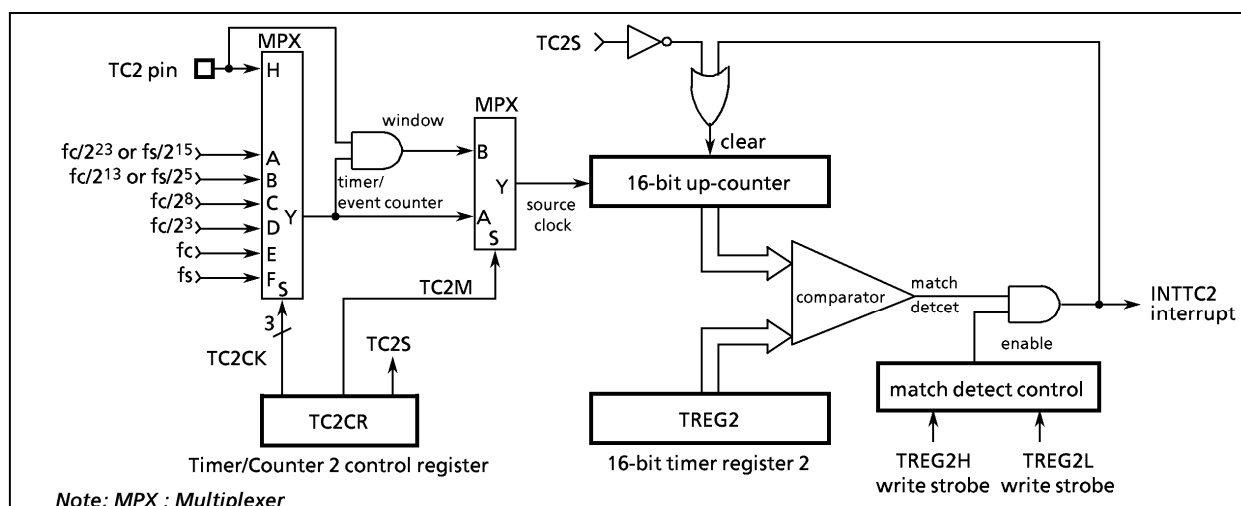 MPX
TC2 pin
H
fc/2²³ or fs/2¹⁵
A
fc/2¹³ or fs/2⁵
B
fc/2⁸
C
fc/2³
D
fc
E
fs
F
Y
S
3
TC2CK
window
timer/
event counter
MPX
B
Y
A
S
TC2M
TC2S
TC2CR
Timer/Counter 2 control register
source
clock
TC2S
clear
16-bit up-counter
comparator
match
detcet
enable
INTTC2
interrupt
match detect control
TREG2H
write strobe
TREG2L
write strobe
TREG2
16-bit timer register 2
Note: MPX : Multiplexer